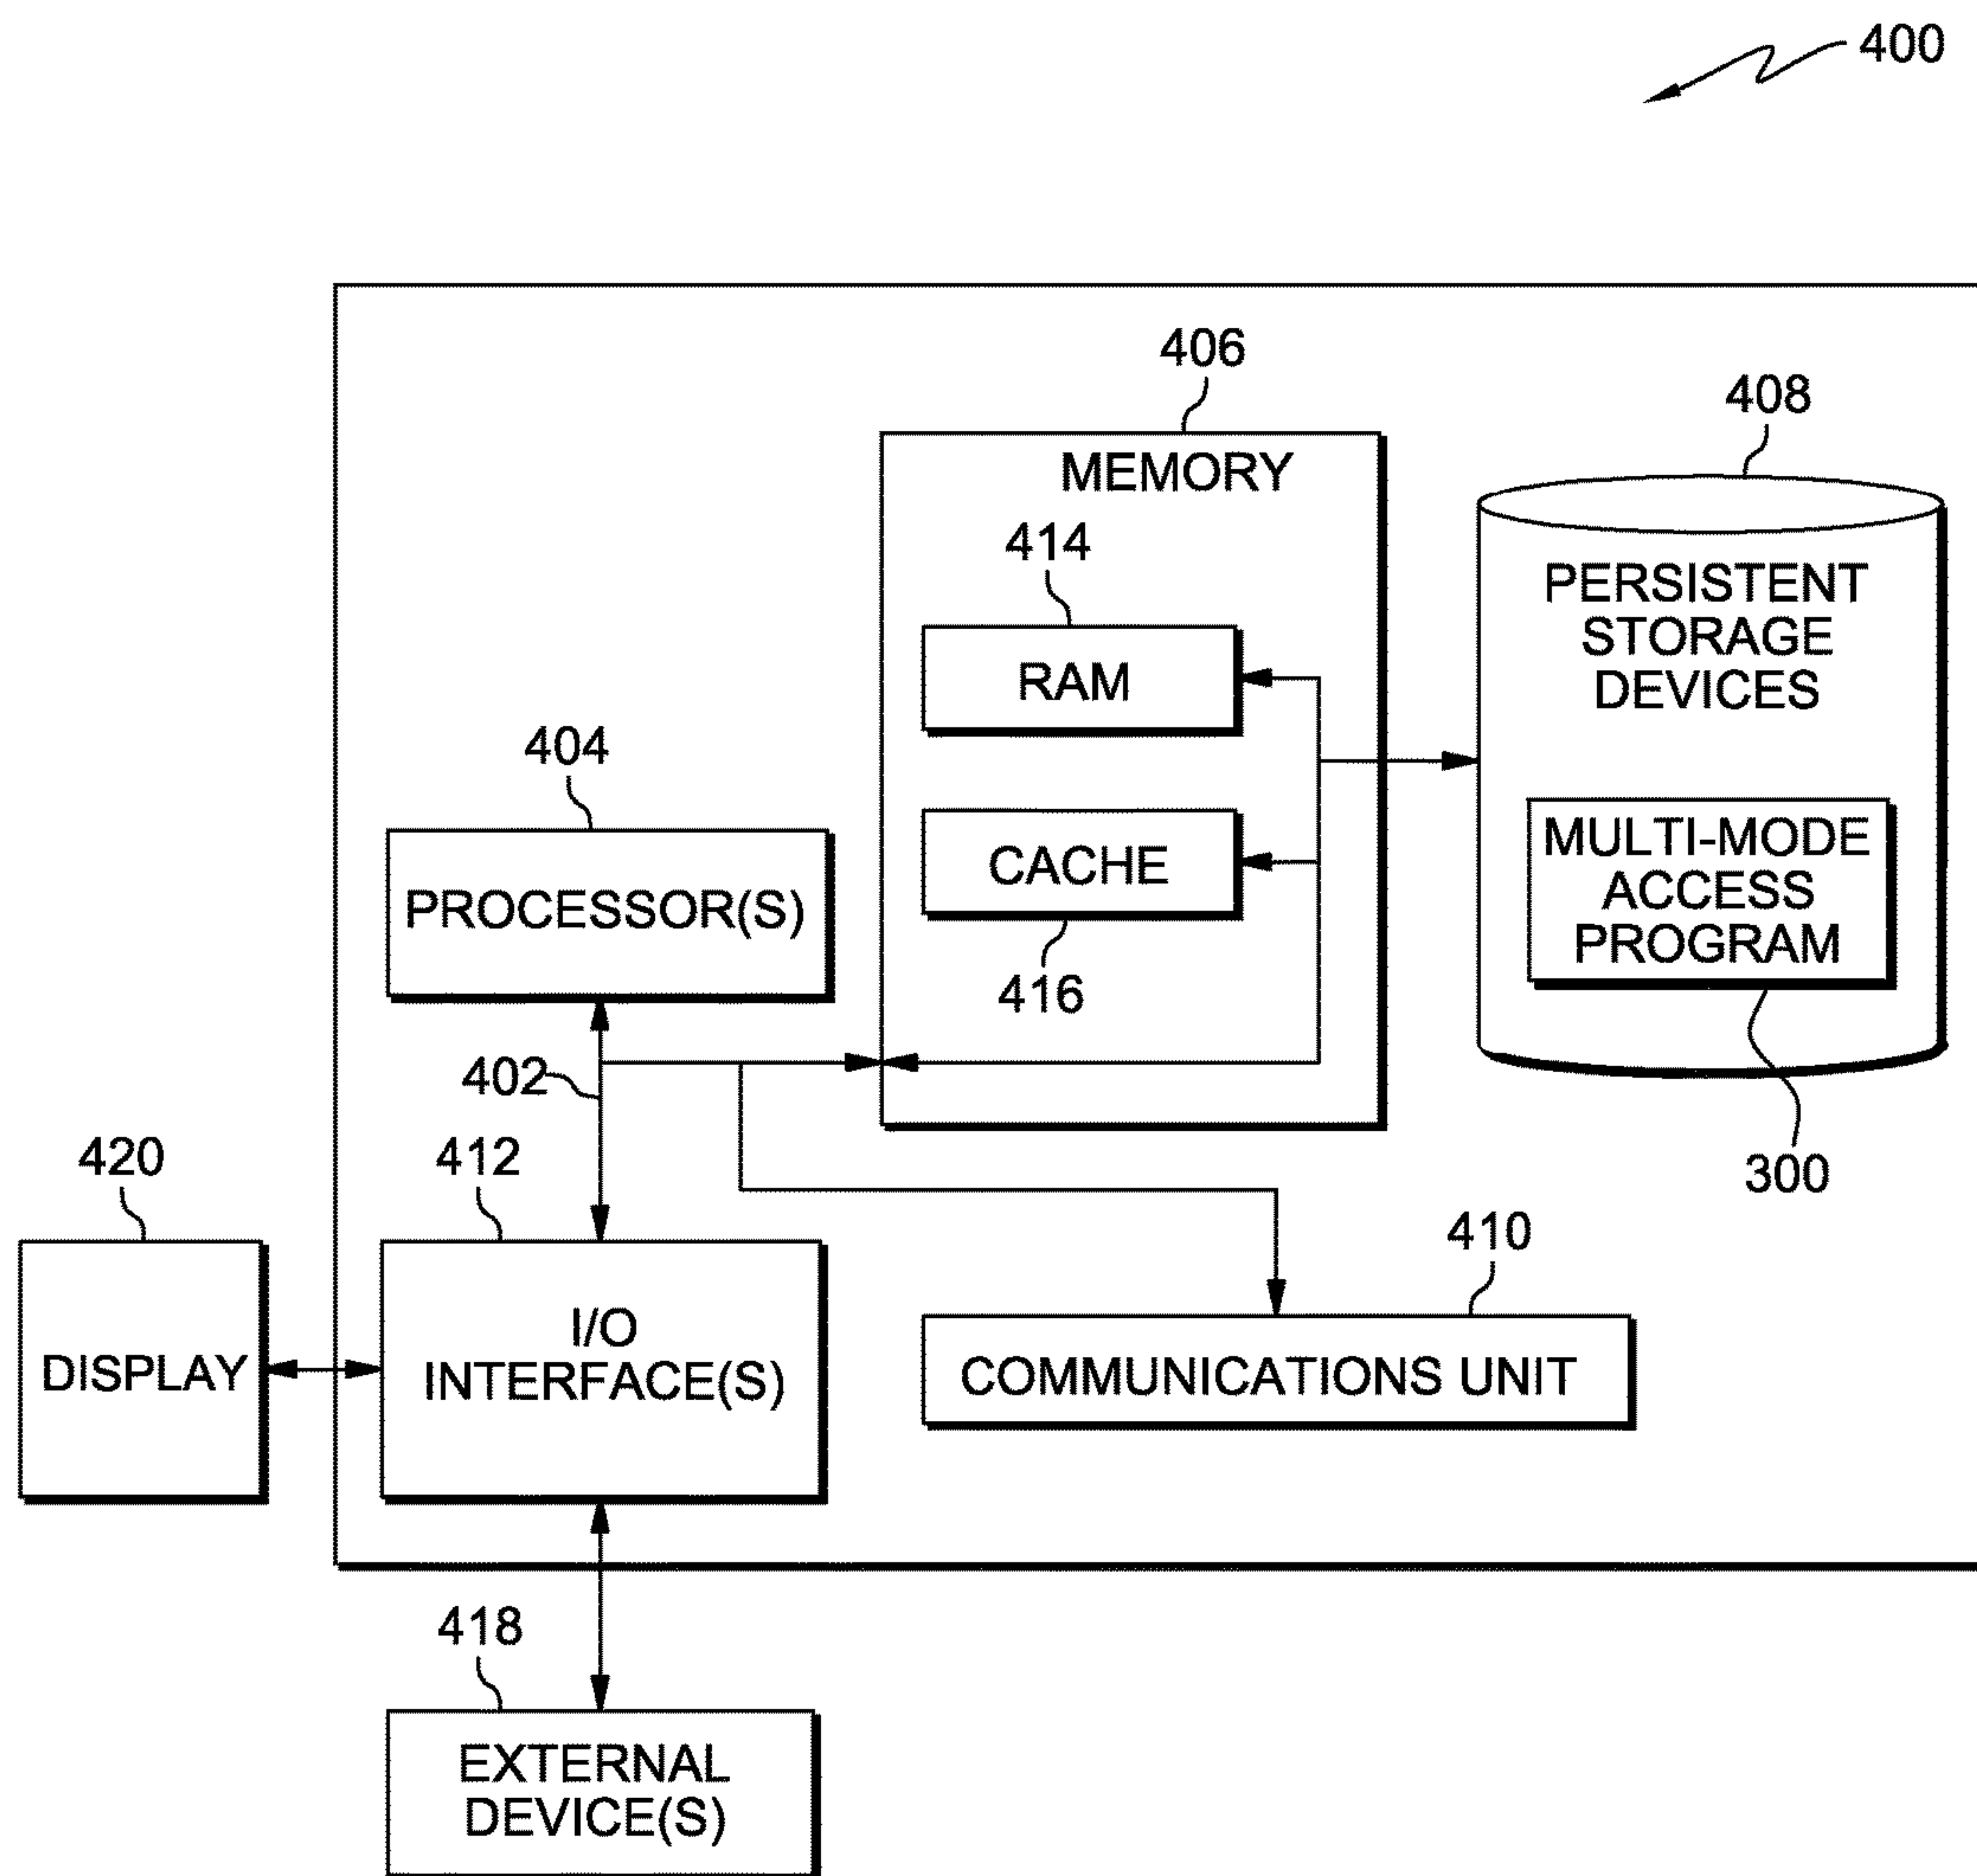 400
406
408
MEMORY
414
PERSISTENT
STORAGE
DEVICES
RAM
404
MULTI-MODE
ACCESS
PROGRAM
CACHE
PROCESSOR(S)
416
402
420
412
300
410
I/O
INTERFACE(S)
DISPLAY
COMMUNICATIONS UNIT
418
EXTERNAL
DEVICE(S)